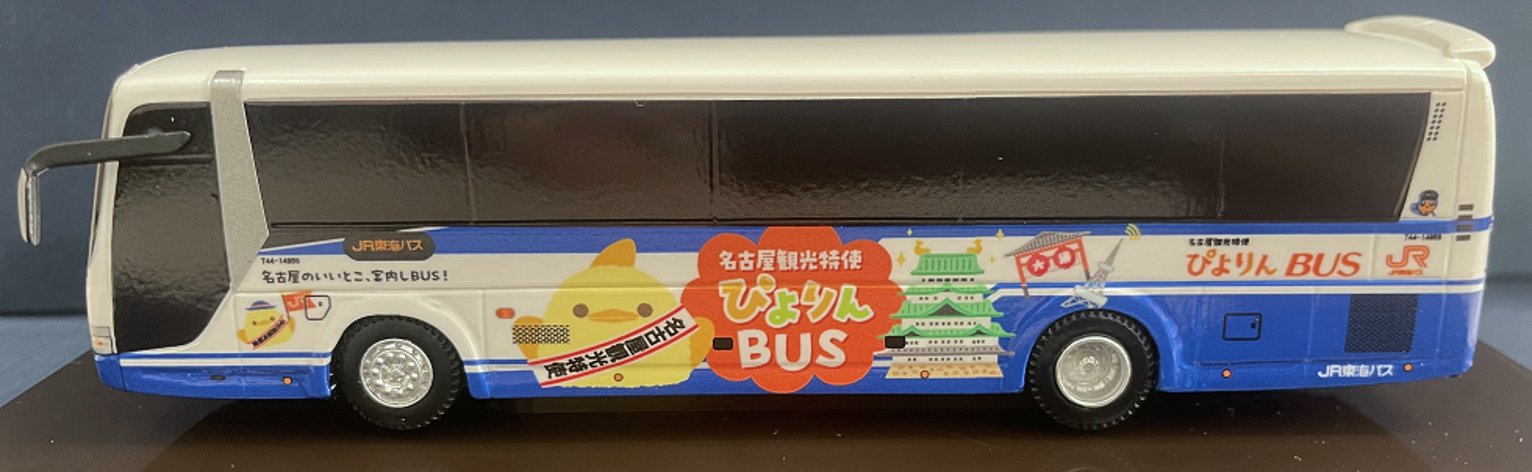 JR東海バス
T44-14959
名古屋のいいとこ、案内しBUS!
名古屋観光特使
名古屋観光特使
ぴよりん
BUS
名古屋観光特使
ぴよりん BUS
JR
JR東海バス